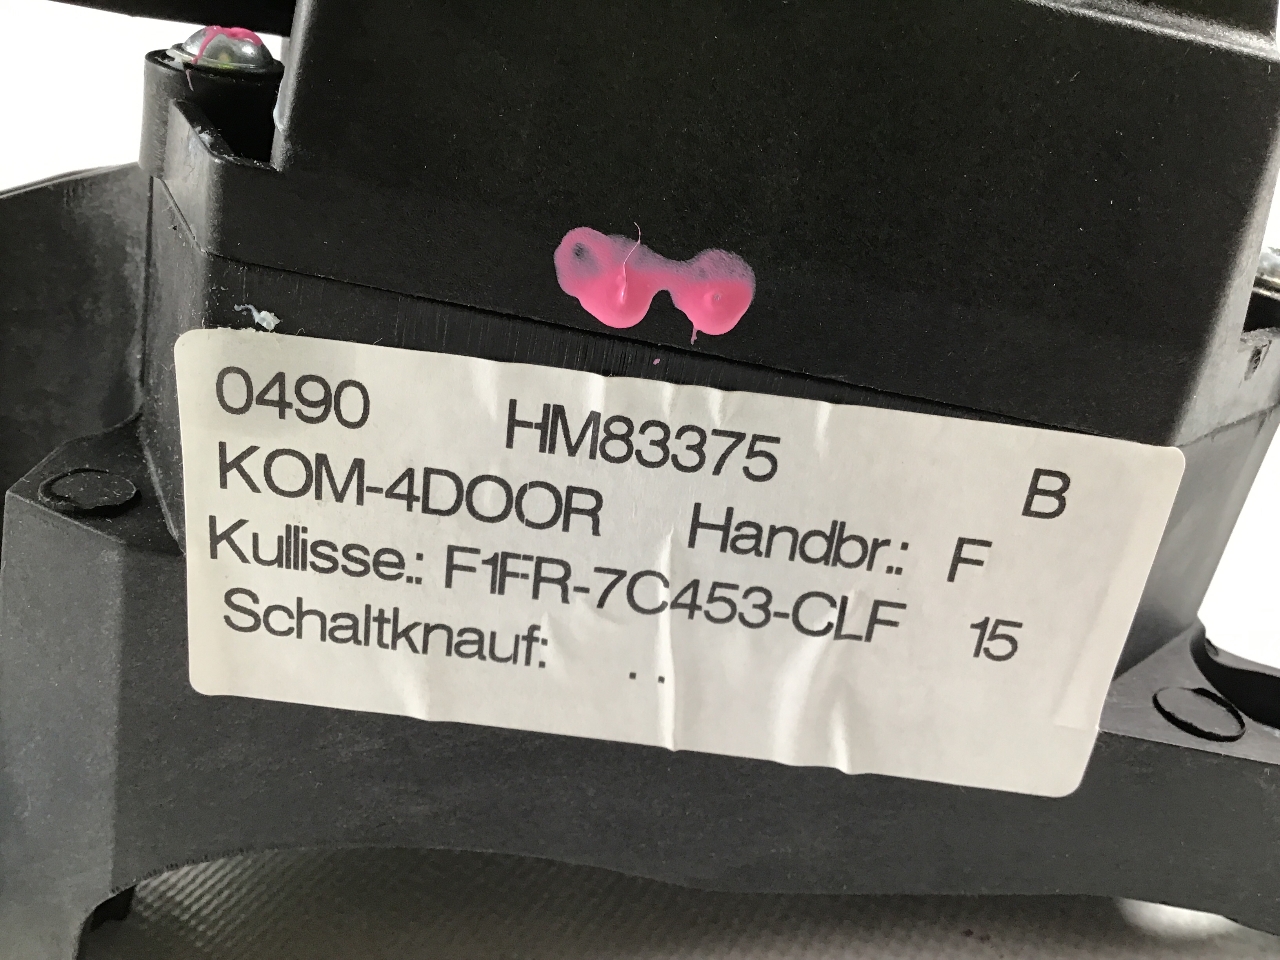 0490 HM83375 B
KOM-4DOOR Handbr.: F
Kullisse.: F1FR-7C453-CLF 15
Schaltknauf: . .